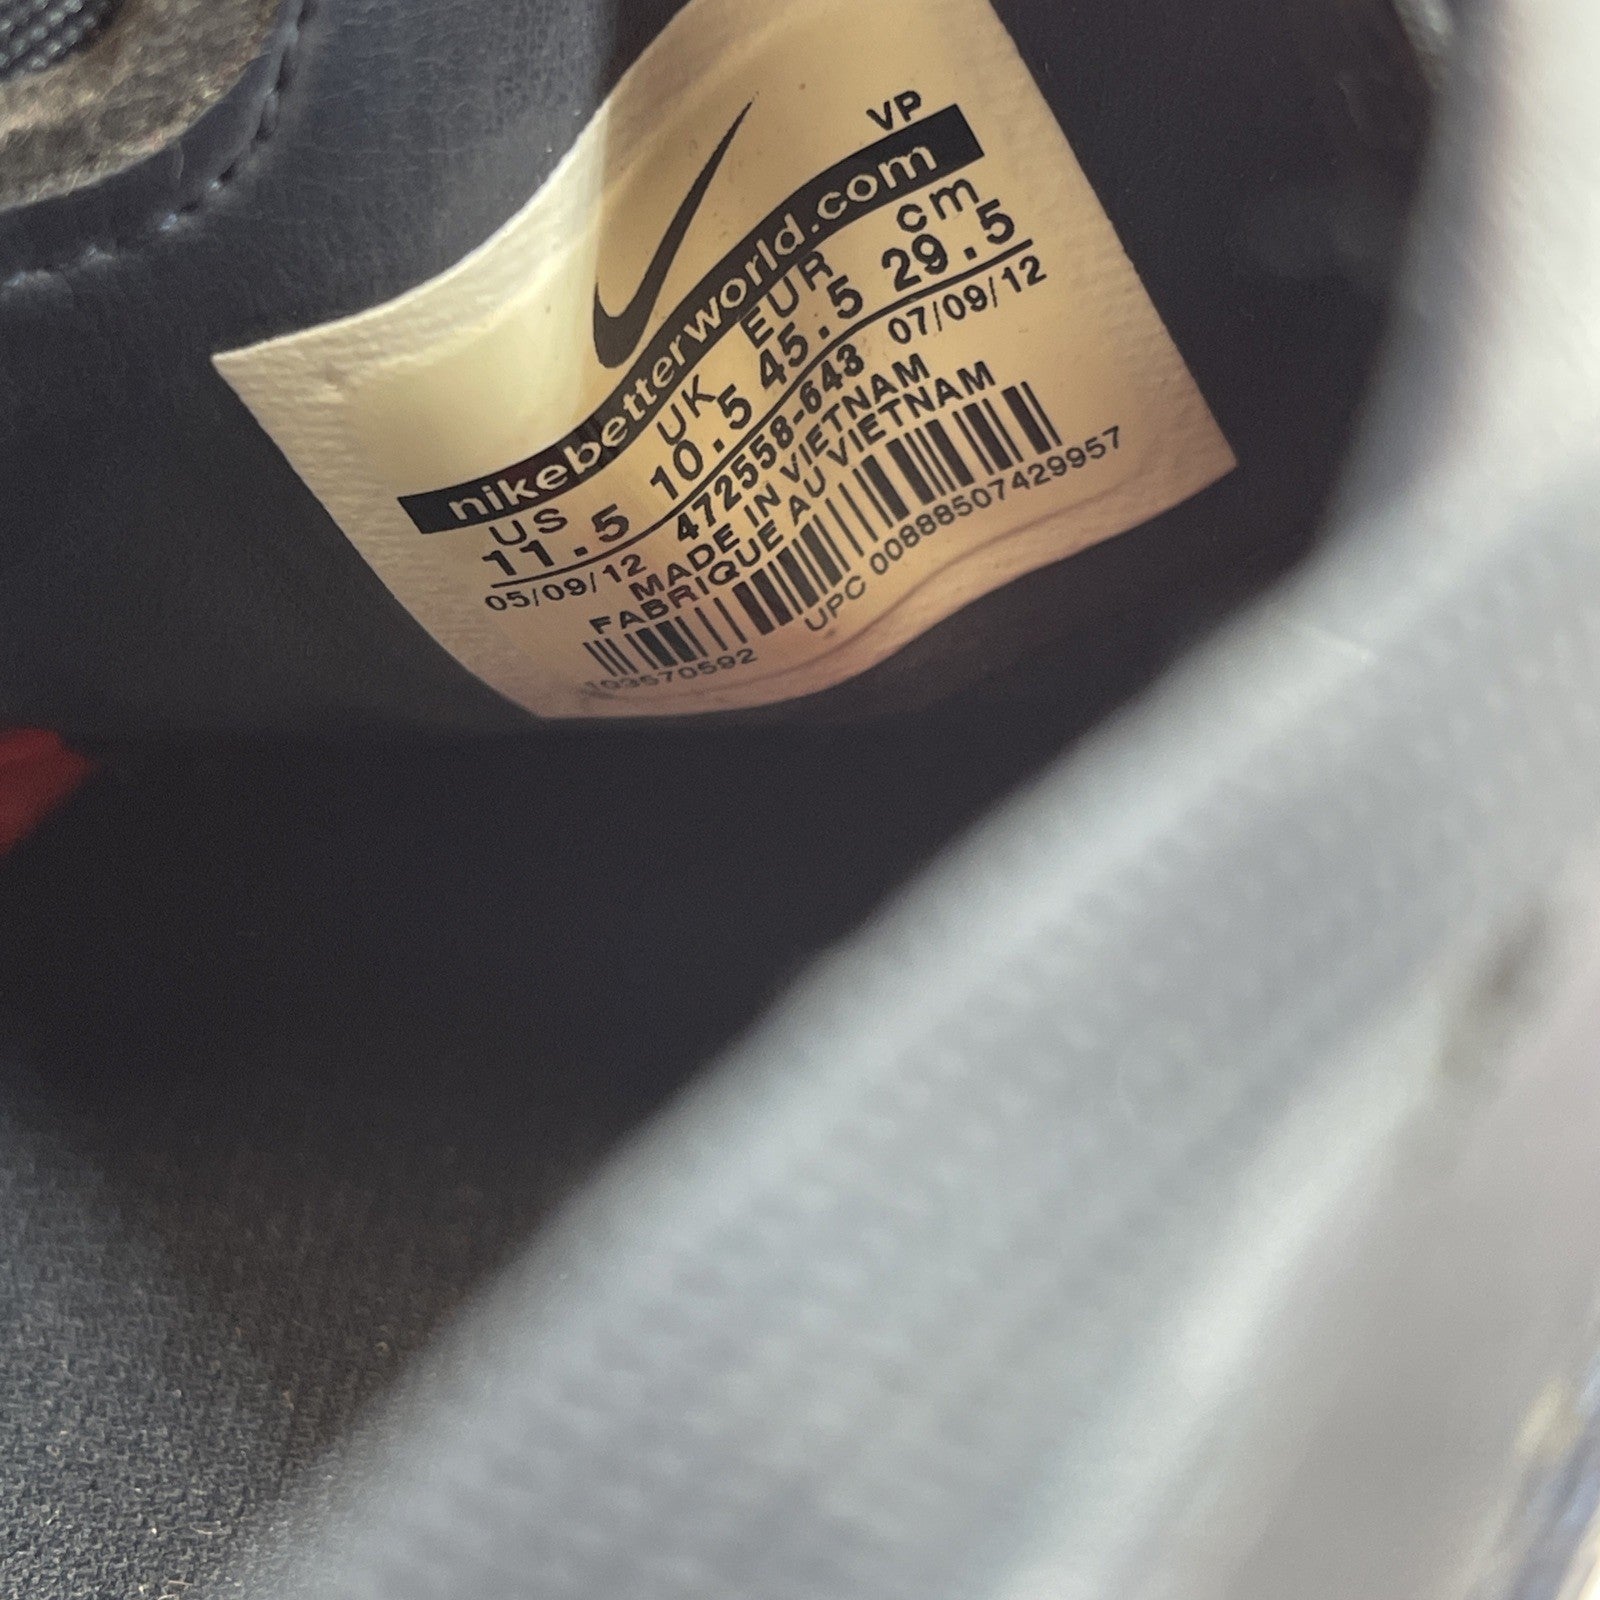 VP
nikebetterworld.com
US UK EUR cm
11.5 10.5 45.5 29.5
05/09/12 472558-643 07/09/12
MADE IN VIETNAM
FABRIQUE AU VIETNAM
UPC 00888507429957